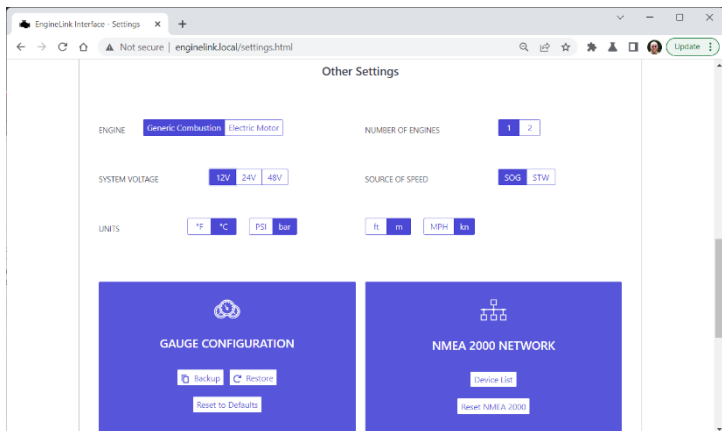 EngineLink Interface - Settings
Not secure | enginelink.local/settings.html
Update
Other Settings
ENGINE Generic Combustion Electric Motor NUMBER OF ENGINES 1 2
SYSTEM VOLTAGE 12V 24V 48V SOURCE OF SPEED SOG STW
UNITS °F °C PSI bar ft m MPH kn
GAUGE CONFIGURATION
Backup Restore
Reset to Defaults
NMEA 2000 NETWORK
Device List
Reset NMEA 2000